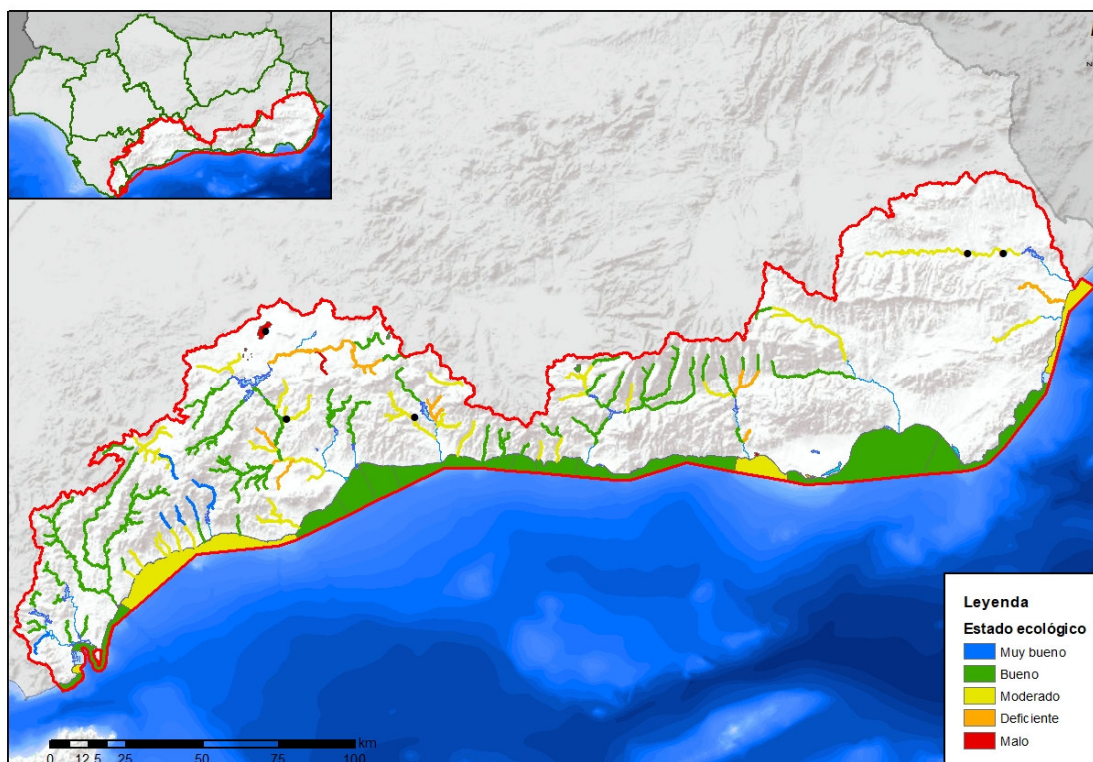 N
Leyenda
Estado ecológico
Muy bueno
Bueno
Moderado
Deficiente
Malo
km
0 12,5 25 50 75 100